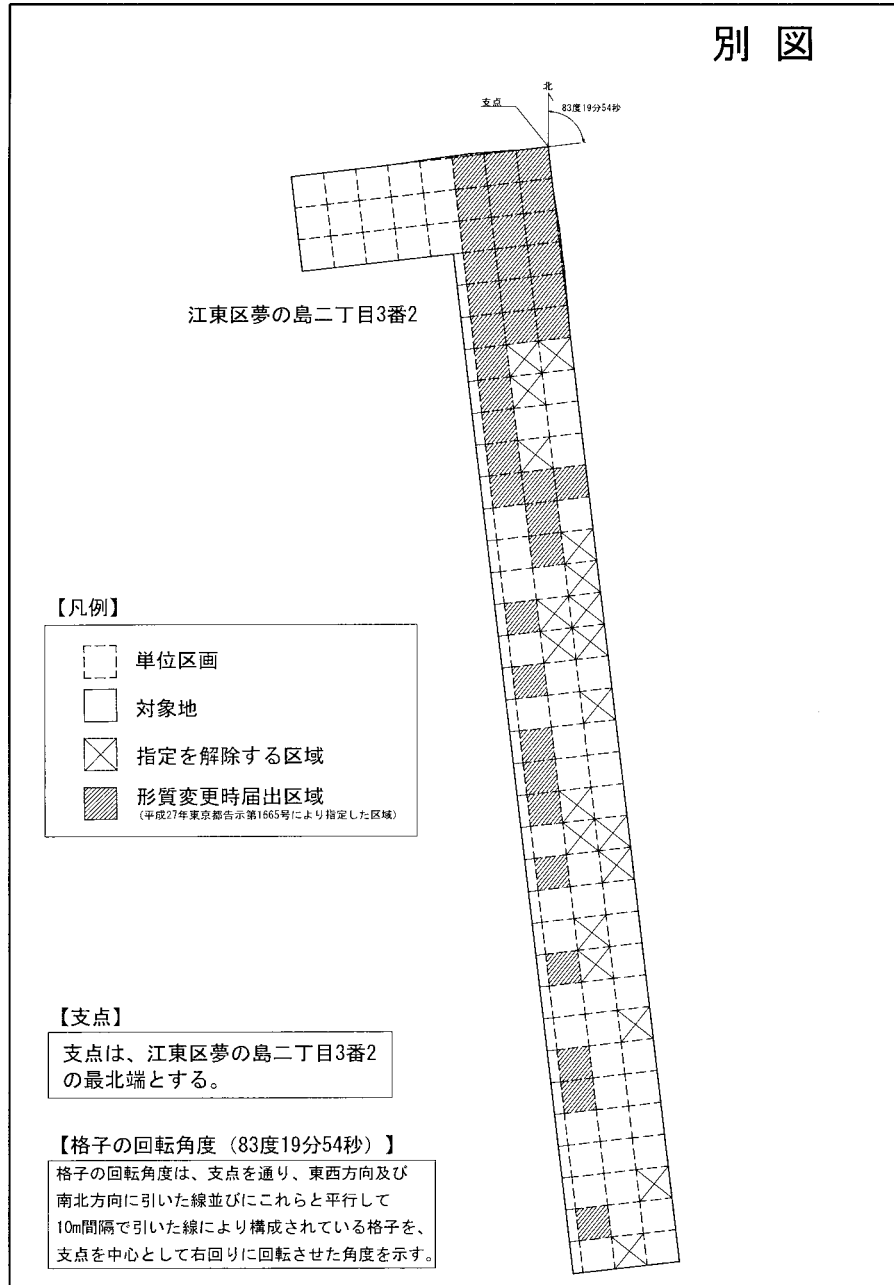 別 図
北
支点
83度19分54秒
江東区夢の島二丁目3番2
【凡例】
単位区画
対象地
指定を解除する区域
形質変更時届出区域
(平成27年東京都告示第1665号により指定した区域)
【支点】
支点は、江東区夢の島二丁目3番2
の最北端とする。
【格子の回転角度（83度19分54秒）】
格子の回転角度は、支点を通り、東西方向及び
南北方向に引いた線並びにこれらと平行して
10m間隔で引いた線により構成されている格子を、
支点を中心として右回りに回転させた角度を示す。